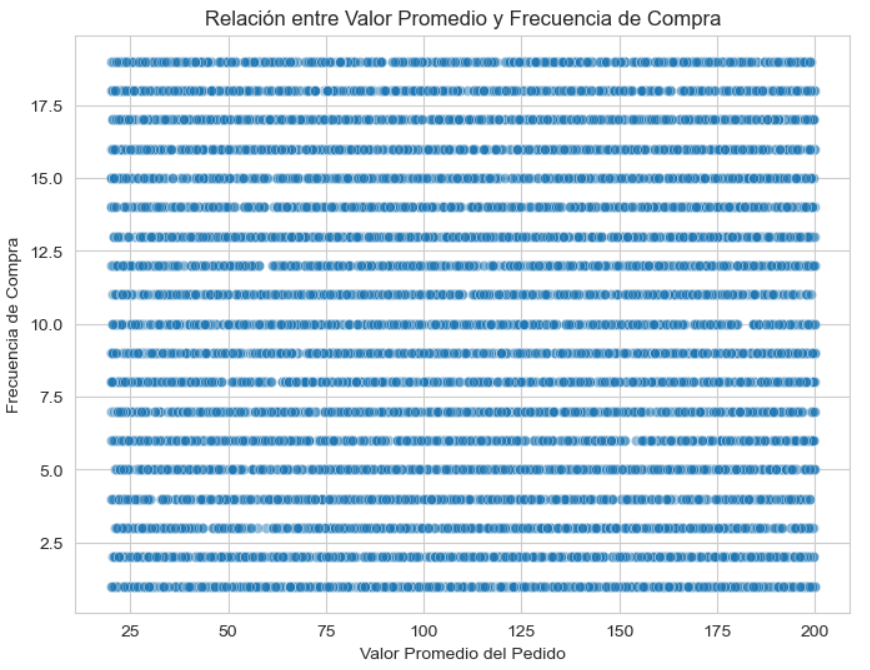 Relación entre Valor Promedio y Frecuencia de Compra
Frecuencia de Compra
17.5
15.0
12.5
10.0
7.5
5.0
2.5
25 50 75 100 125 150 175 200
Valor Promedio del Pedido